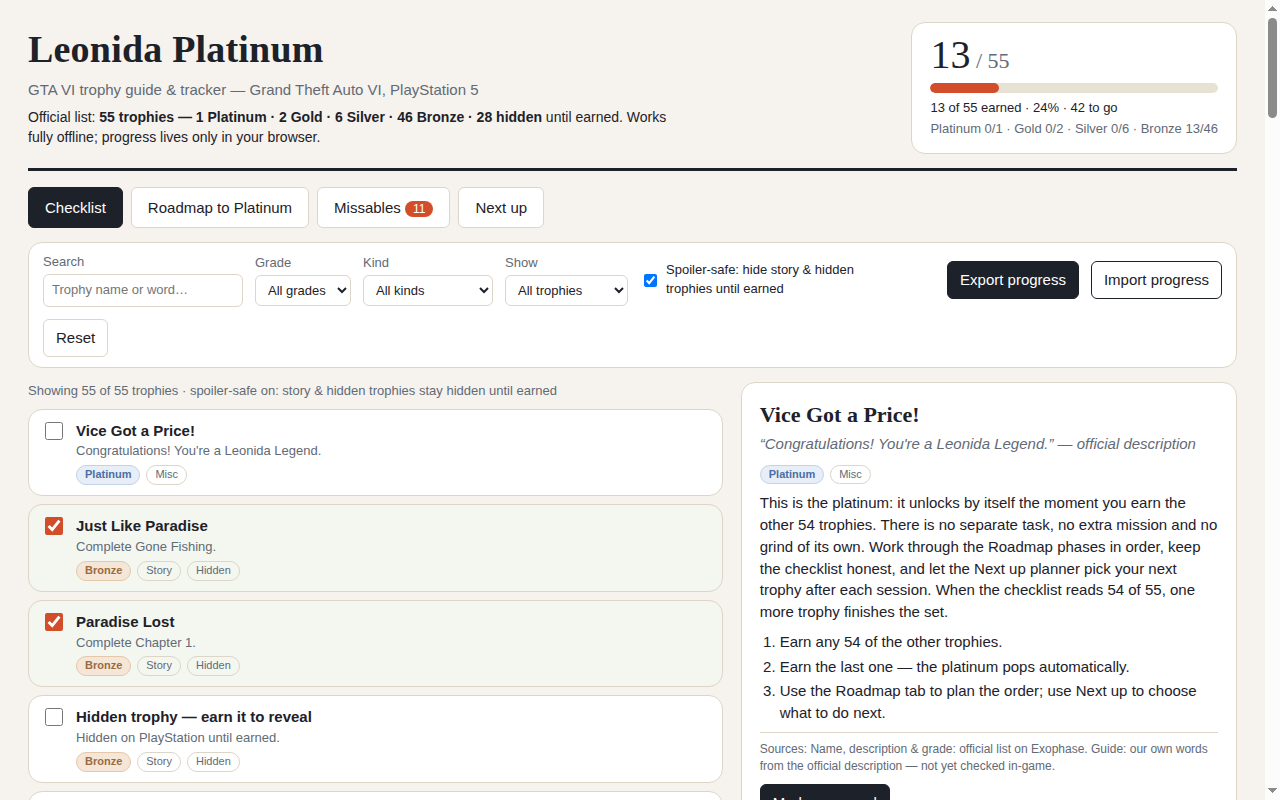 Leonida Platinum
GTA VI trophy guide & tracker — Grand Theft Auto VI, PlayStation 5
Official list: 55 trophies — 1 Platinum · 2 Gold · 6 Silver · 46 Bronze · 28 hidden until earned. Works
fully offline; progress lives only in your browser.
13 / 55
13 of 55 earned · 24% · 42 to go
Platinum 0/1 · Gold 0/2 · Silver 0/6 · Bronze 13/46
Checklist
Roadmap to Platinum
Missables 11
Next up
Search
Trophy name or word…
Grade
All grades
Kind
All kinds
Show
All trophies
Spoiler-safe: hide story & hidden
trophies until earned
Export progress
Import progress
Reset
Showing 55 of 55 trophies · spoiler-safe on: story & hidden trophies stay hidden until earned
Vice Got a Price!
Congratulations! You're a Leonida Legend.
Platinum Misc
Just Like Paradise
Complete Gone Fishing.
Bronze Story Hidden
Paradise Lost
Complete Chapter 1.
Bronze Story Hidden
Hidden trophy — earn it to reveal
Hidden on PlayStation until earned.
Bronze Story Hidden
Vice Got a Price!
“Congratulations! You're a Leonida Legend.” — official description
Platinum Misc
This is the platinum: it unlocks by itself the moment you earn the
other 54 trophies. There is no separate task, no extra mission and no
grind of its own. Work through the Roadmap phases in order, keep
the checklist honest, and let the Next up planner pick your next
trophy after each session. When the checklist reads 54 of 55, one
more trophy finishes the set.
1. Earn any 54 of the other trophies.
2. Earn the last one — the platinum pops automatically.
3. Use the Roadmap tab to plan the order; use Next up to choose
what to do next.
Sources: Name, description & grade: official list on Exophase. Guide: our own words
from the official description — not yet checked in-game.